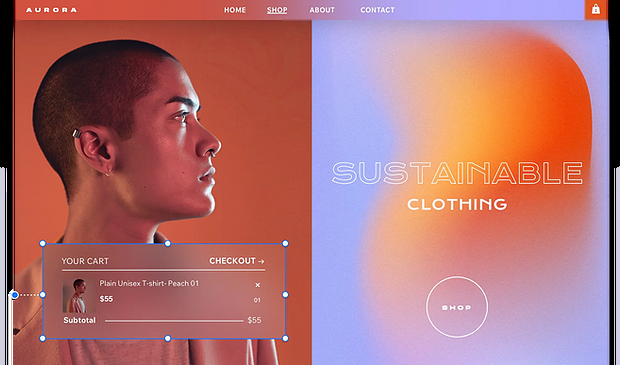 AURORA
HOME SHOP ABOUT CONTACT
SUSTAINABLE
CLOTHING
SHOP
YOUR CART CHECKOUT →
Plain Unisex T-shirt- Peach 01 ×
$55 01
Subtotal $55